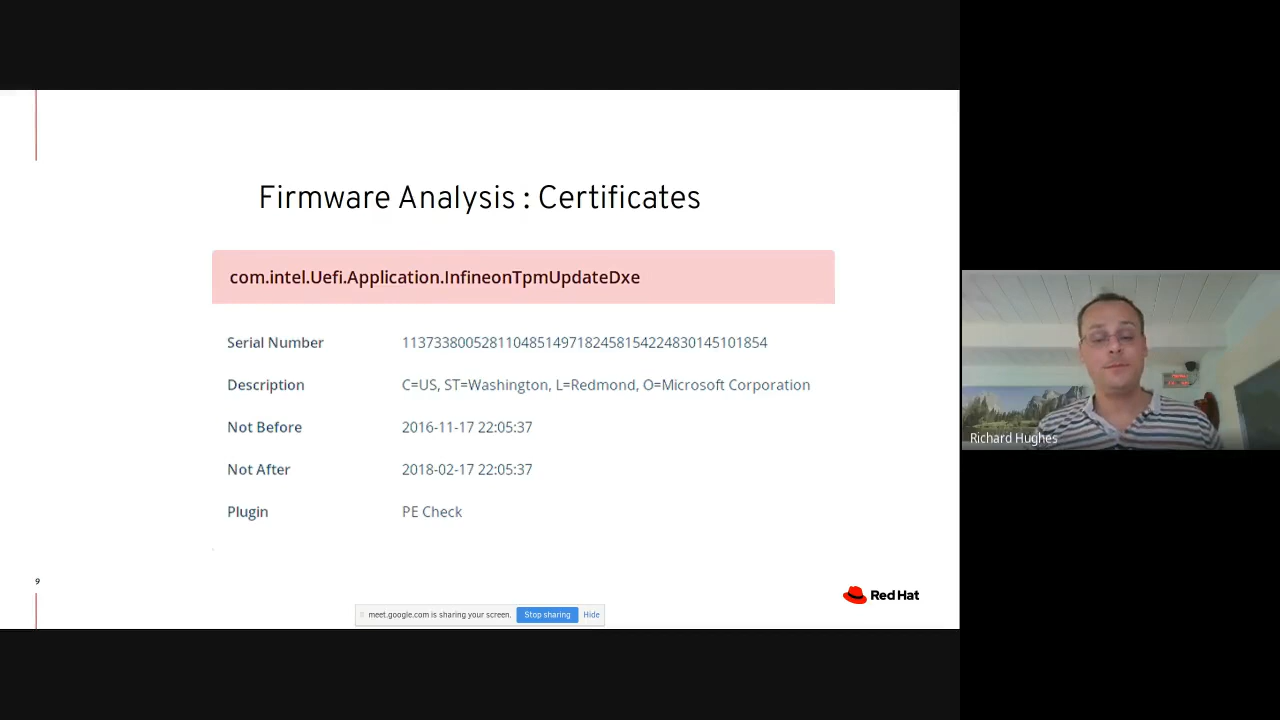 Firmware Analysis : Certificates
com.intel.Uefi.Application.InfineonTpmUpdateDxe
Serial Number 1137338005281104851497182458154224830145101854
Description C=US, ST=Washington, L=Redmond, O=Microsoft Corporation
Not Before 2016-11-17 22:05:37
Not After 2018-02-17 22:05:37
Plugin PE Check
9
Red Hat
meet.google.com is sharing your screen. Stop sharing Hide
Richard Hughes